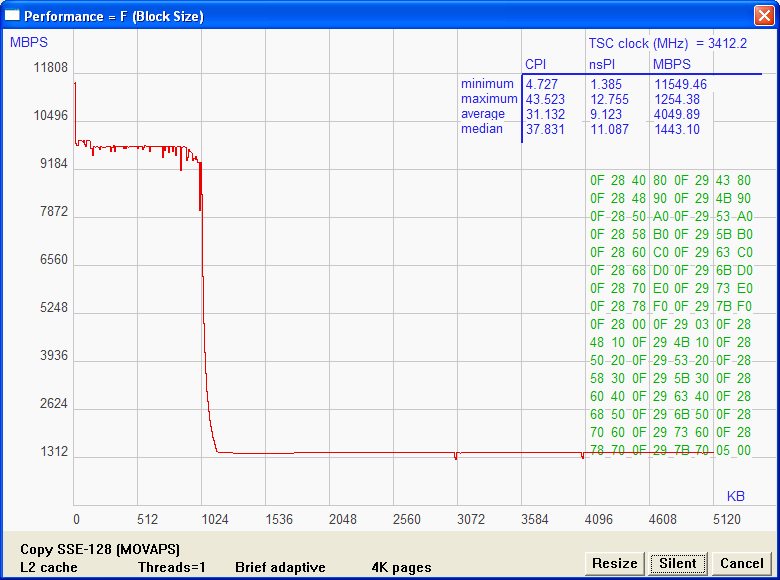 Performance = F (Block Size)
MBPS
TSC clock (MHz) = 3412.2
CPI nsPI MBPS
minimum 4.727 1.385 11549.46
maximum 43.523 12.755 1254.38
average 31.132 9.123 4049.89
median 37.831 11.087 1443.10
11808
10496
9184
7872
6560
5248
3936
2624
1312
0F 28 40 80 0F 29 43 80
0F 28 48 90 0F 29 4B 90
0F 28 50 A0 0F 29 53 A0
0F 28 58 B0 0F 29 5B B0
0F 28 60 C0 0F 29 63 C0
0F 28 68 D0 0F 29 6B D0
0F 28 70 E0 0F 29 73 E0
0F 28 78 F0 0F 29 7B F0
0F 28 00 0F 29 03 0F 28
48 10 0F 29 4B 10 0F 28
50 20 0F 29 53 20 0F 28
58 30 0F 29 5B 30 0F 28
60 40 0F 29 63 40 0F 28
68 50 0F 29 6B 50 0F 28
70 60 0F 29 73 60 0F 28
78 70 0F 29 7B 70 05 00
KB
0 512 1024 1536 2048 2560 3072 3584 4096 4608 5120
Copy SSE-128 (MOVAPS)
L2 cache Threads=1 Brief adaptive 4K pages
Resize Silent Cancel